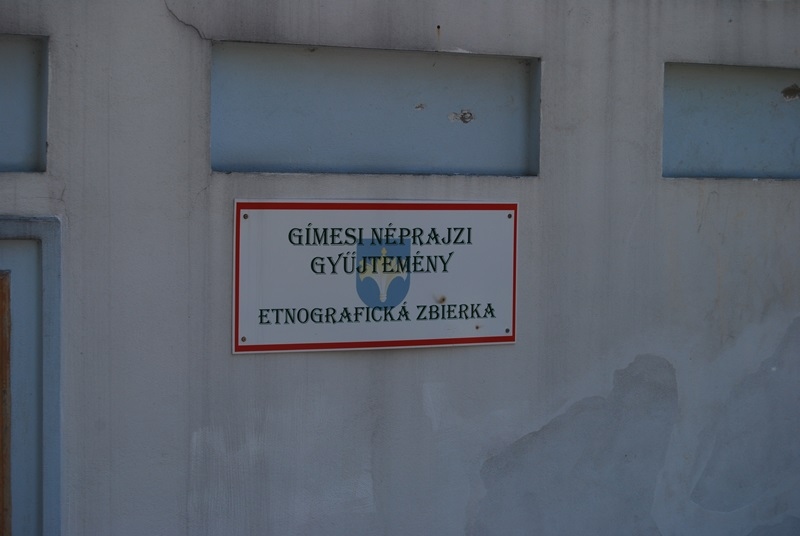 GÍMESI NÉPRAJZI
GYŰJTEMÉNY
ETNOGRAFICKÁ ZBIERKA